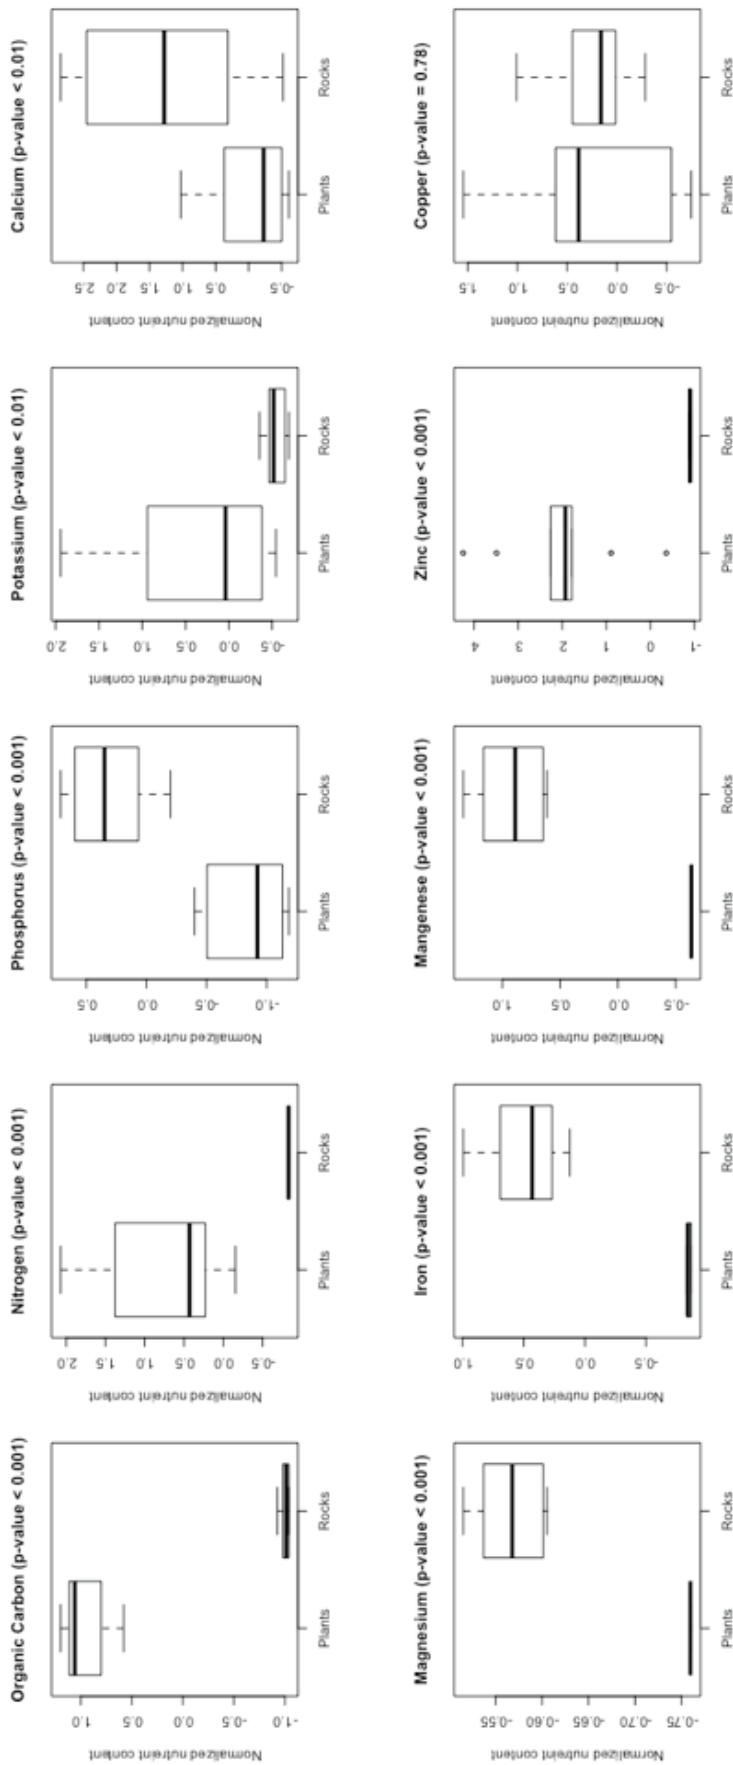 Organic Carbon (p-value < 0.001)
Normalized nutreint content
1.0
0.5
0.0
-0.5
-1.0
Plants
Rocks
Nitrogen (p-value < 0.001)
Normalized nutreint content
2.0
1.5
1.0
0.5
0.0
-0.5
Plants
Rocks
Phosphorus (p-value < 0.001)
Normalized nutreint content
0.5
0.0
-0.5
-1.0
Plants
Rocks
Potassium (p-value < 0.01)
Normalized nutreint content
2.0
1.5
1.0
0.5
0.0
-0.5
Plants
Rocks
Calcium (p-value < 0.01)
Normalized nutreint content
2.5
2.0
1.5
1.0
0.5
-0.5
Plants
Rocks
Magnesium (p-value < 0.001)
Normalized nutreint content
-0.55
-0.60
-0.65
-0.70
-0.75
Plants
Rocks
Iron (p-value < 0.001)
Normalized nutreint content
1.0
0.5
0.0
-0.5
Plants
Rocks
Mangenese (p-value < 0.001)
Normalized nutreint content
1.0
0.5
0.0
-0.5
Plants
Rocks
Zinc (p-value < 0.001)
Normalized nutreint content
4
3
2
1
0
-1
Plants
Rocks
Copper (p-value = 0.78)
Normalized nutreint content
1.5
1.0
0.5
0.0
-0.5
Plants
Rocks